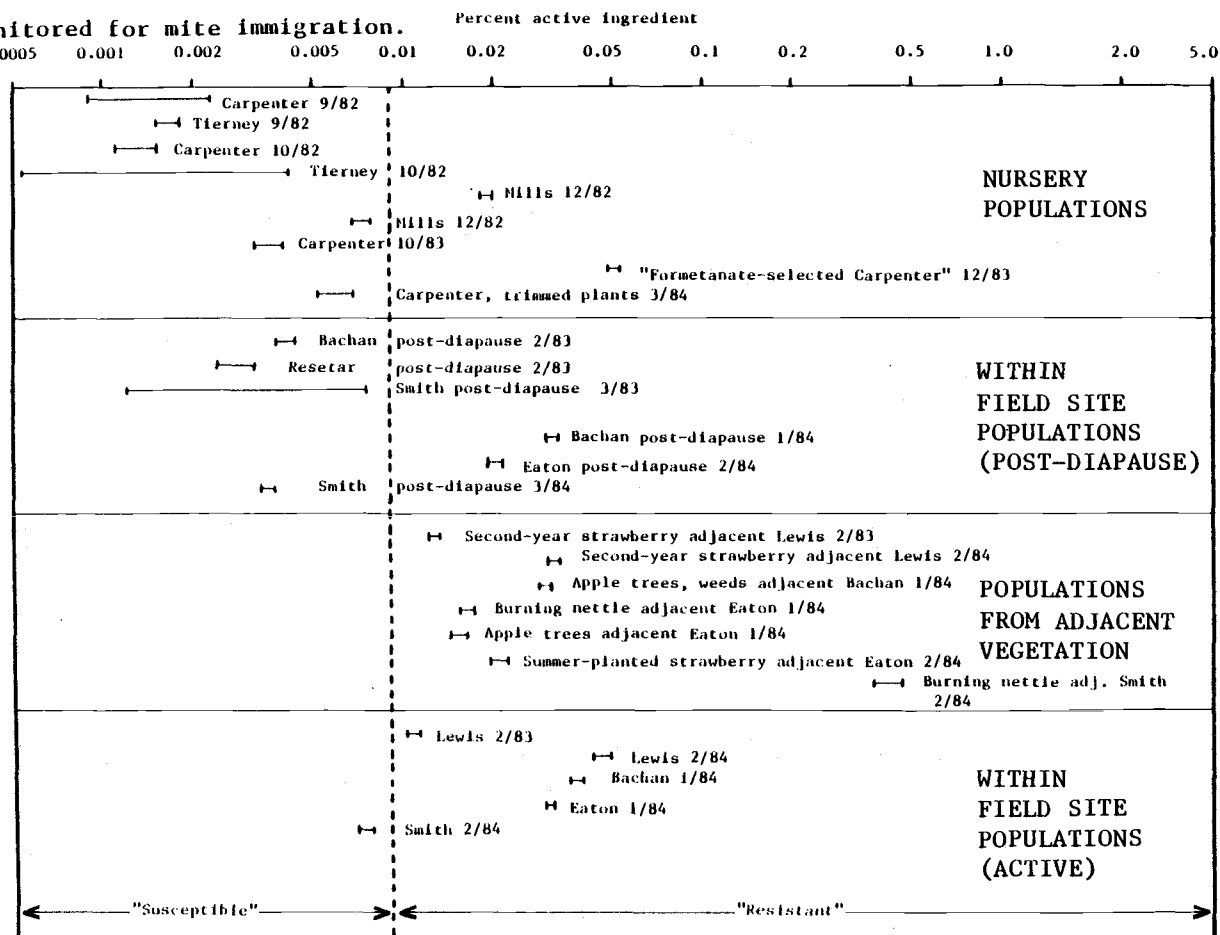 nitored for mite immigration.
Percent active ingredient
0005 0.001 0.002 0.005 0.01 0.02 0.05 0.1 0.2 0.5 1.0 2.0 5.0
Carpenter 9/82
Tierney 9/82
Carpenter 10/82
Tierney 10/82
Mills 12/82
Mills 12/82
Carpenter 10/83
"Formetanate-selected Carpenter" 12/83
Carpenter, trimmed plants 3/84
NURSERY
POPULATIONS
Bachan post-diapause 2/83
Resetar post-diapause 2/83
Smith post-diapause 3/83
Bachan post-diapause 1/84
Eaton post-diapause 2/84
Smith post-diapause 3/84
WITHIN
FIELD SITE
POPULATIONS
(POST-DIAPAUSE)
Second-year strawberry adjacent Lewis 2/83
Second-year strawberry adjacent Lewis 2/84
Apple trees, weeds adjacent Bachan 1/84
Burning nettle adjacent Eaton 1/84
Apple trees adjacent Eaton 1/84
Summer-planted strawberry adjacent Eaton 2/84
Burning nettle adj. Smith
2/84
POPULATIONS
FROM ADJACENT
VEGETATION
Lewis 2/83
Lewis 2/84
Bachan 1/84
Eaton 1/84
Smith 2/84
WITHIN
FIELD SITE
POPULATIONS
(ACTIVE)
"Susceptible"
"Resistant"